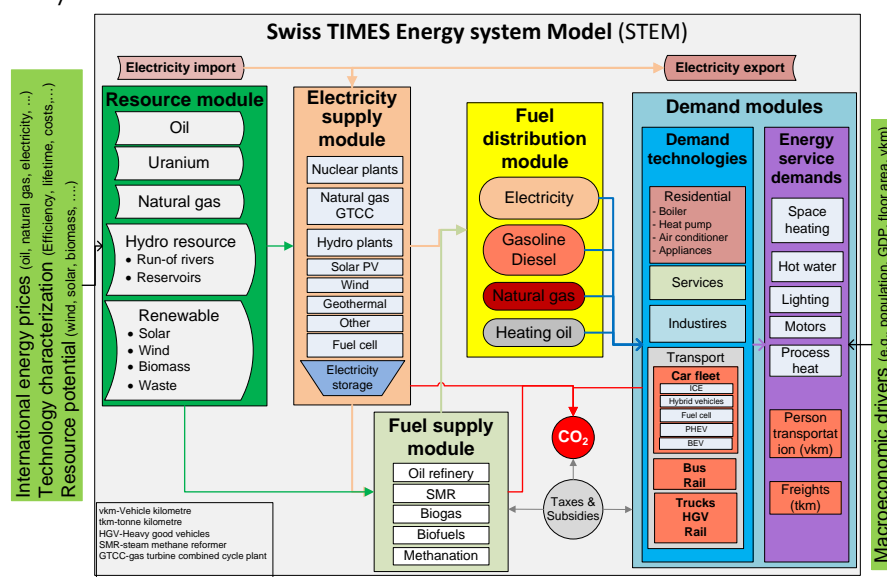 Swiss TIMES Energy system Model (STEM)
Electricity import
Electricity export
International energy prices (oil, natural gas, electricity, ...)
Technology characterization (Efficiency, lifetime, costs,...)
Resource potential (wind, solar, biomass, ....)
Resource module
Oil
Uranium
Natural gas
Hydro resource
• Run-of rivers
• Reservoirs
Renewable
• Solar
• Wind
• Biomass
• Waste
Electricity
supply
module
Nuclear plants
Natural gas
GTCC
Hydro plants
Solar PV
Wind
Geothermal
Other
Fuel cell
Electricity
storage
Fuel
distribution
module
Electricity
Gasoline
Diesel
Natural gas
Heating oil
Fuel supply
module
Oil refinery
SMR
Biogas
Biofuels
Methanation
CO2
Taxes &
Subsidies
Demand modules
Demand
technologies
Residential
- Boiler
- Heat pump
- Air conditioner
- Appliances
Services
Industires
Transport
Car fleet
ICE
Hybrid vehicles
Fuel cell
PHEV
BEV
Bus
Rail
Trucks
HGV
Rail
Energy
service
demands
Space
heating
Hot water
Lighting
Motors
Process
heat
Person
transportat
ion (vkm)
Freights
(tkm)
Macroeconomic drivers (e.g., population, GDP, floor area, vkm)
vkm-Vehicle kilometre
tkm-tonne kilometre
HGV-Heavy good vehicles
SMR-steam methane reformer
GTCC-gas turbine combined cycle plant